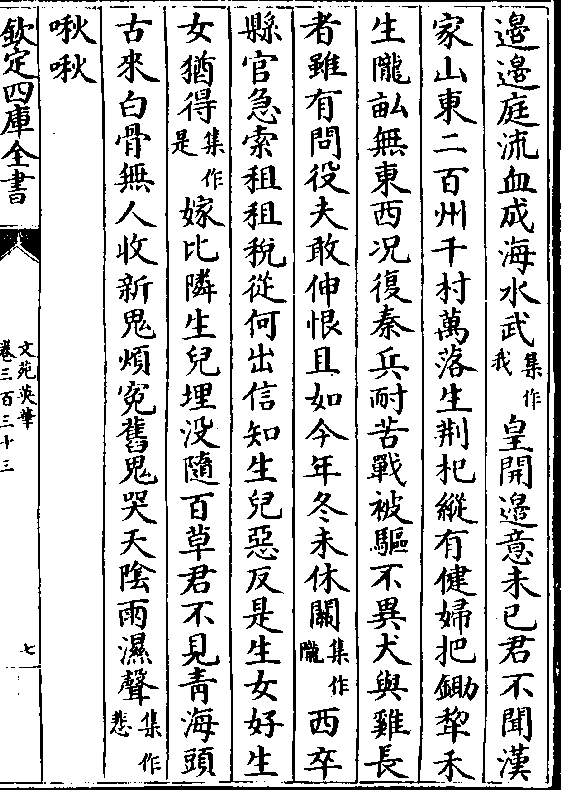 邉邉庭流血成海水武集作我皇開邉意未已君不聞漢
家山東二百州千村萬落生荆杞縱有健婦把鋤犂禾
生隴畝無東西况復秦兵耐苦戰被驅不異犬與雞長
者雖有問役夫敢伸恨且如今年冬未休關集作隴西卒
縣官急索租租稅從何出信知生兒惡反是生女好生
女猶得集作是嫁比隣生兒埋没隨百草君不見青海頭
古來白骨無人收新鬼煩寃舊鬼哭天隂雨濕聲集作悲
啾啾
欽定四庫全書
文苑英華
卷三百三十三
七